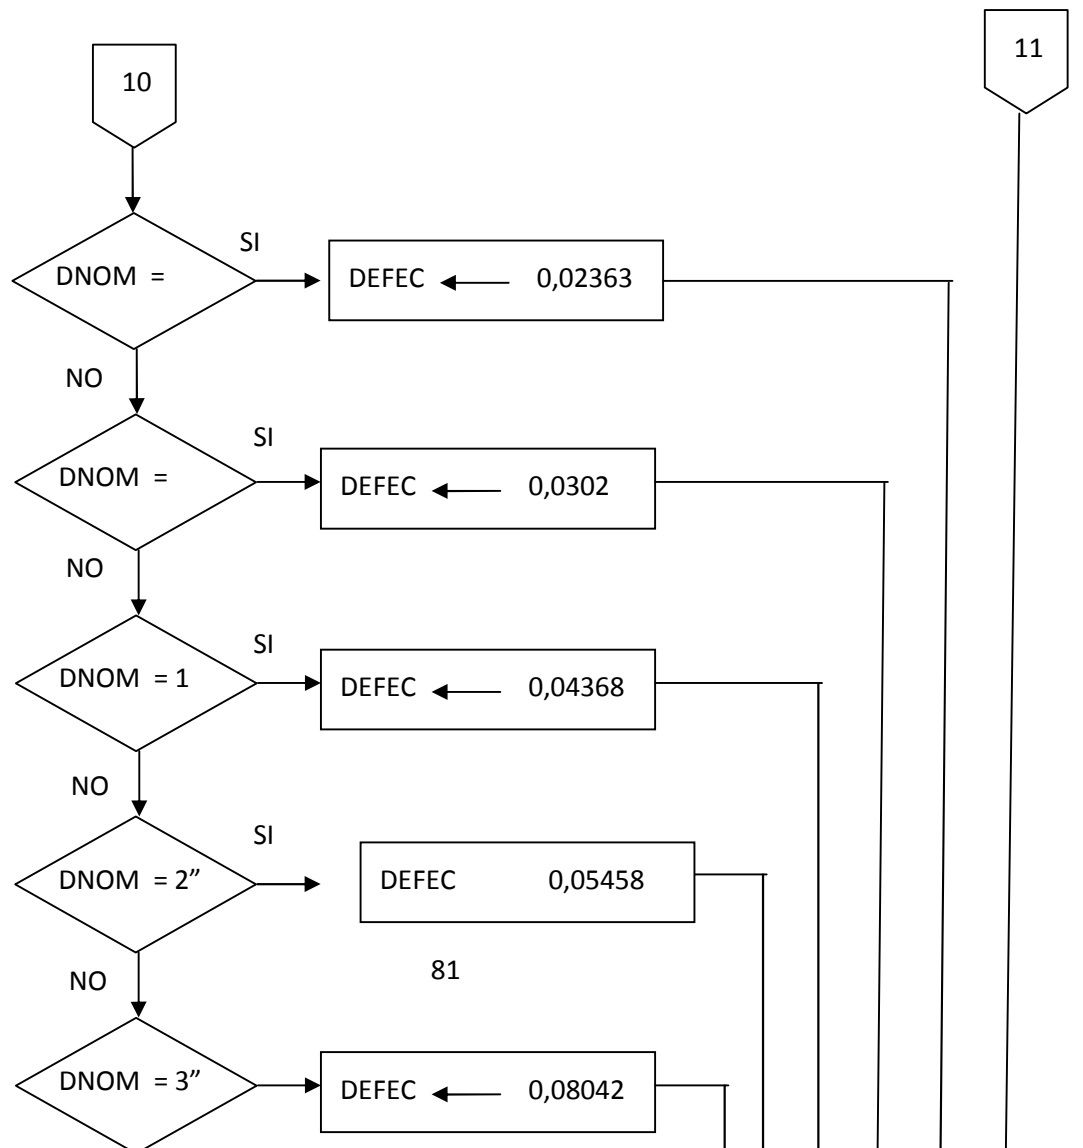 11
10
SI
DNOM = DEFEC 0,02363
NO
SI
DNOM = DEFEC 0,0302
NO
SI
DNOM = 1 DEFEC 0,04368
NO
SI
DNOM = 2” DEFEC 0,05458
NO 81
DNOM = 3” DEFEC 0,08042